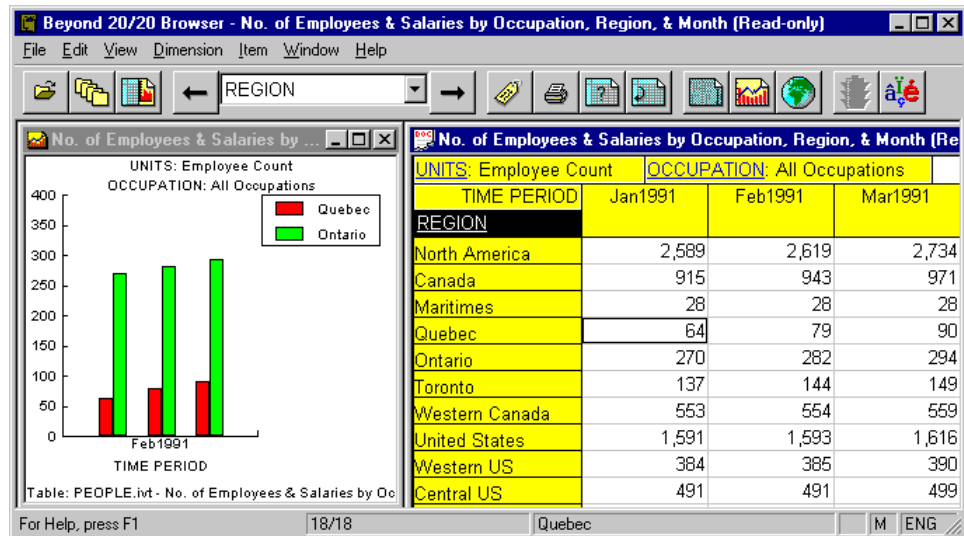 Beyond 20/20 Browser - No. of Employees & Salaries by Occupation, Region, & Month (Read-only)
File Edit View Dimension Item Window Help
REGION
âçÏé
No. of Employees & Salaries by ...
UNITS: Employee Count
OCCUPATION: All Occupations
400
350
300
250
200
150
100
50
0
Quebec
Ontario
Feb1991
TIME PERIOD
Table: PEOPLE.ivt - No. of Employees & Salaries by Oc
DOC
No. of Employees & Salaries by Occupation, Region, & Month (Re
UNITS: Employee Count OCCUPATION: All Occupations
TIME PERIOD Jan1991 Feb1991 Mar1991
REGION
North America 2,589 2,619 2,734
Canada 915 943 971
Maritimes 28 28 28
Quebec 64 79 90
Ontario 270 282 294
Toronto 137 144 149
Western Canada 553 554 559
United States 1,591 1,593 1,616
Western US 384 385 390
Central US 491 491 499
For Help, press F1 18/18 Quebec M ENG